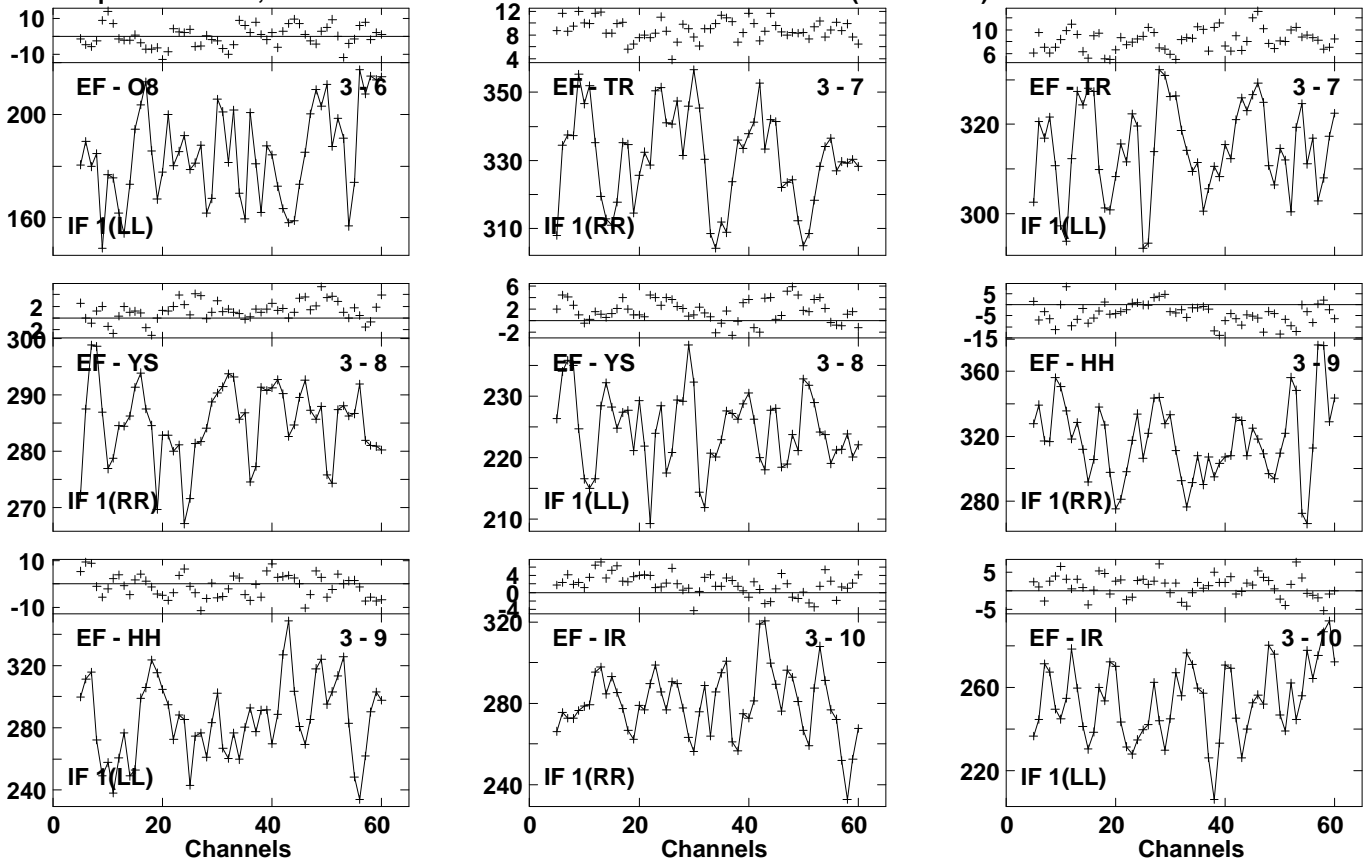 10
-10
12
8
4
10
6
EF - O8 3 - 6
EF - TR 3 - 7
EF - TR 3 - 7
200
160
350
330
310
320
300
IF 1(LL)
IF 1(RR)
IF 1(LL)
2
-2
6
2
-2
5
-5
-15
EF - YS 3 - 8
EF - YS 3 - 8
EF - HH 3 - 9
300
290
280
270
230
220
210
360
320
280
IF 1(RR)
IF 1(LL)
IF 1(RR)
10
-10
4
0
-4
5
-5
EF - HH 3 - 9
EF - IR 3 - 10
EF - IR 3 - 10
320
280
240
320
280
240
260
220
IF 1(LL)
IF 1(RR)
IF 1(LL)
0 20 40 60
0 20 40 60
0 20 40 60
Channels
Channels
Channels